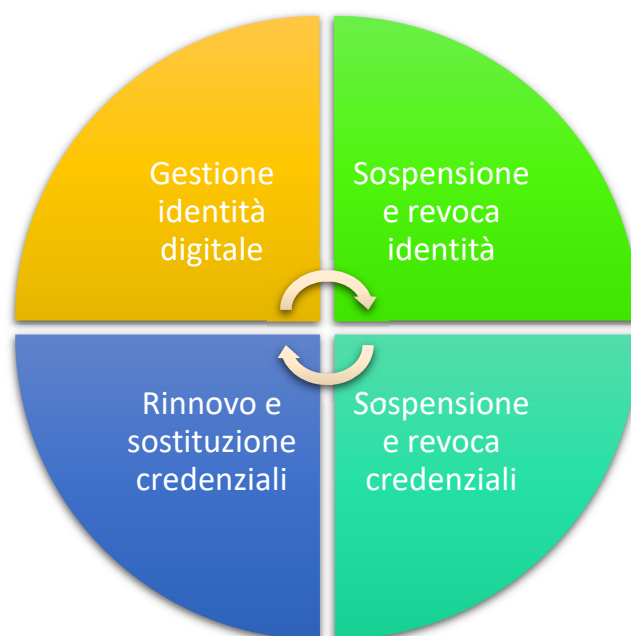 Gestione
identità
digitale
Sospensione
e revoca
identità
Rinnovo e
sostituzione
credenziali
Sospensione
e revoca
credenziali